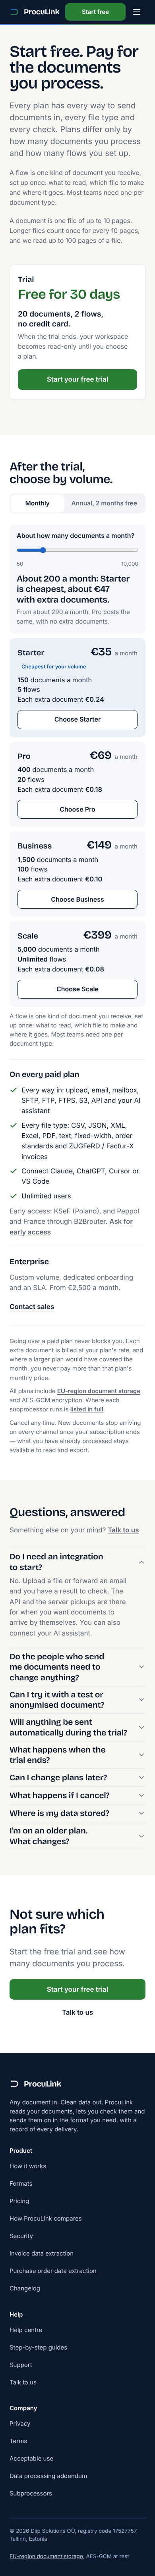 ProcuLink
Start free
Start free. Pay for
the documents
you process.
Every plan has every way to send
documents in, every file type and
every check. Plans differ only by
how many documents you process
and how many flows you set up.
A flow is one kind of document you receive,
set up once: what to read, which file to make
and where it goes. Most teams need one per
document type.
A document is one file of up to 10 pages.
Longer files count once for every 10 pages,
and we read up to 100 pages of a file.
Trial
Free for 30 days
20 documents, 2 flows,
no credit card.
When the trial ends, your workspace
becomes read-only until you choose
a plan.
Start your free trial
After the trial,
choose by volume.
Monthly
Annual, 2 months free
About how many documents a month?
50
10,000
About 200 a month: Starter
is cheapest, about €47
with extra documents.
From about 290 a month, Pro costs the
same, with no extra documents.
Starter
€35 a month
Cheapest for your volume
150 documents a month
5 flows
Each extra document €0.24
Choose Starter
Pro
€69 a month
400 documents a month
20 flows
Each extra document €0.18
Choose Pro
Business
€149 a month
1,500 documents a month
100 flows
Each extra document €0.10
Choose Business
Scale
€399 a month
5,000 documents a month
Unlimited flows
Each extra document €0.08
Choose Scale
A flow is one kind of document you receive, set
up once: what to read, which file to make and
where it goes. Most teams need one per
document type.
On every paid plan
Every way in: upload, email, mailbox,
SFTP, FTP, FTPS, S3, API and your AI
assistant
Every file type: CSV, JSON, XML,
Excel, PDF, text, fixed-width, order
standards and ZUGFeRD / Factur-X
invoices
Connect Claude, ChatGPT, Cursor or
VS Code
Unlimited users
Early access: KSeF (Poland), and Peppol
and France through B2Brouter. Ask for
early access
Enterprise
Custom volume, dedicated onboarding
and an SLA. From €2,500 a month.
Contact sales
Going over a paid plan never blocks you. Each
extra document is billed at your plan's rate, and
where a larger plan would have covered the
month, you never pay more than that plan's
monthly price.
All plans include EU-region document storage
and AES-GCM encryption. Where each
subprocessor runs is listed in full.
Cancel any time. New documents stop arriving
on every channel once your subscription ends
— what you have already processed stays
available to read and export.
Questions, answered
Something else on your mind? Talk to us
Do I need an integration
to start?
No. Upload a file or forward an email
and you have a result to check. The
API and the server pickups are there
for when you want documents to
arrive by themselves. You can also
connect your AI assistant.
Do the people who send
me documents need to
change anything?
Can I try it with a test or
anonymised document?
Will anything be sent
automatically during the trial?
What happens when the
trial ends?
Can I change plans later?
What happens if I cancel?
Where is my data stored?
I'm on an older plan.
What changes?
Not sure which
plan fits?
Start the free trial and see how
many documents you process.
Start your free trial
Talk to us
ProcuLink
Any document in. Clean data out. ProcuLink
reads your documents, lets you check them and
sends them on in the format you need, with a
record of every delivery.
Product
How it works
Formats
Pricing
How ProcuLink compares
Security
Invoice data extraction
Purchase order data extraction
Changelog
Help
Help centre
Step-by-step guides
Support
Talk to us
Company
Privacy
Terms
Acceptable use
Data processing addendum
Subprocessors
© 2026 Dilp Solutions OÜ, registry code 17527757,
Tallinn, Estonia
EU-region document storage, AES-GCM at rest